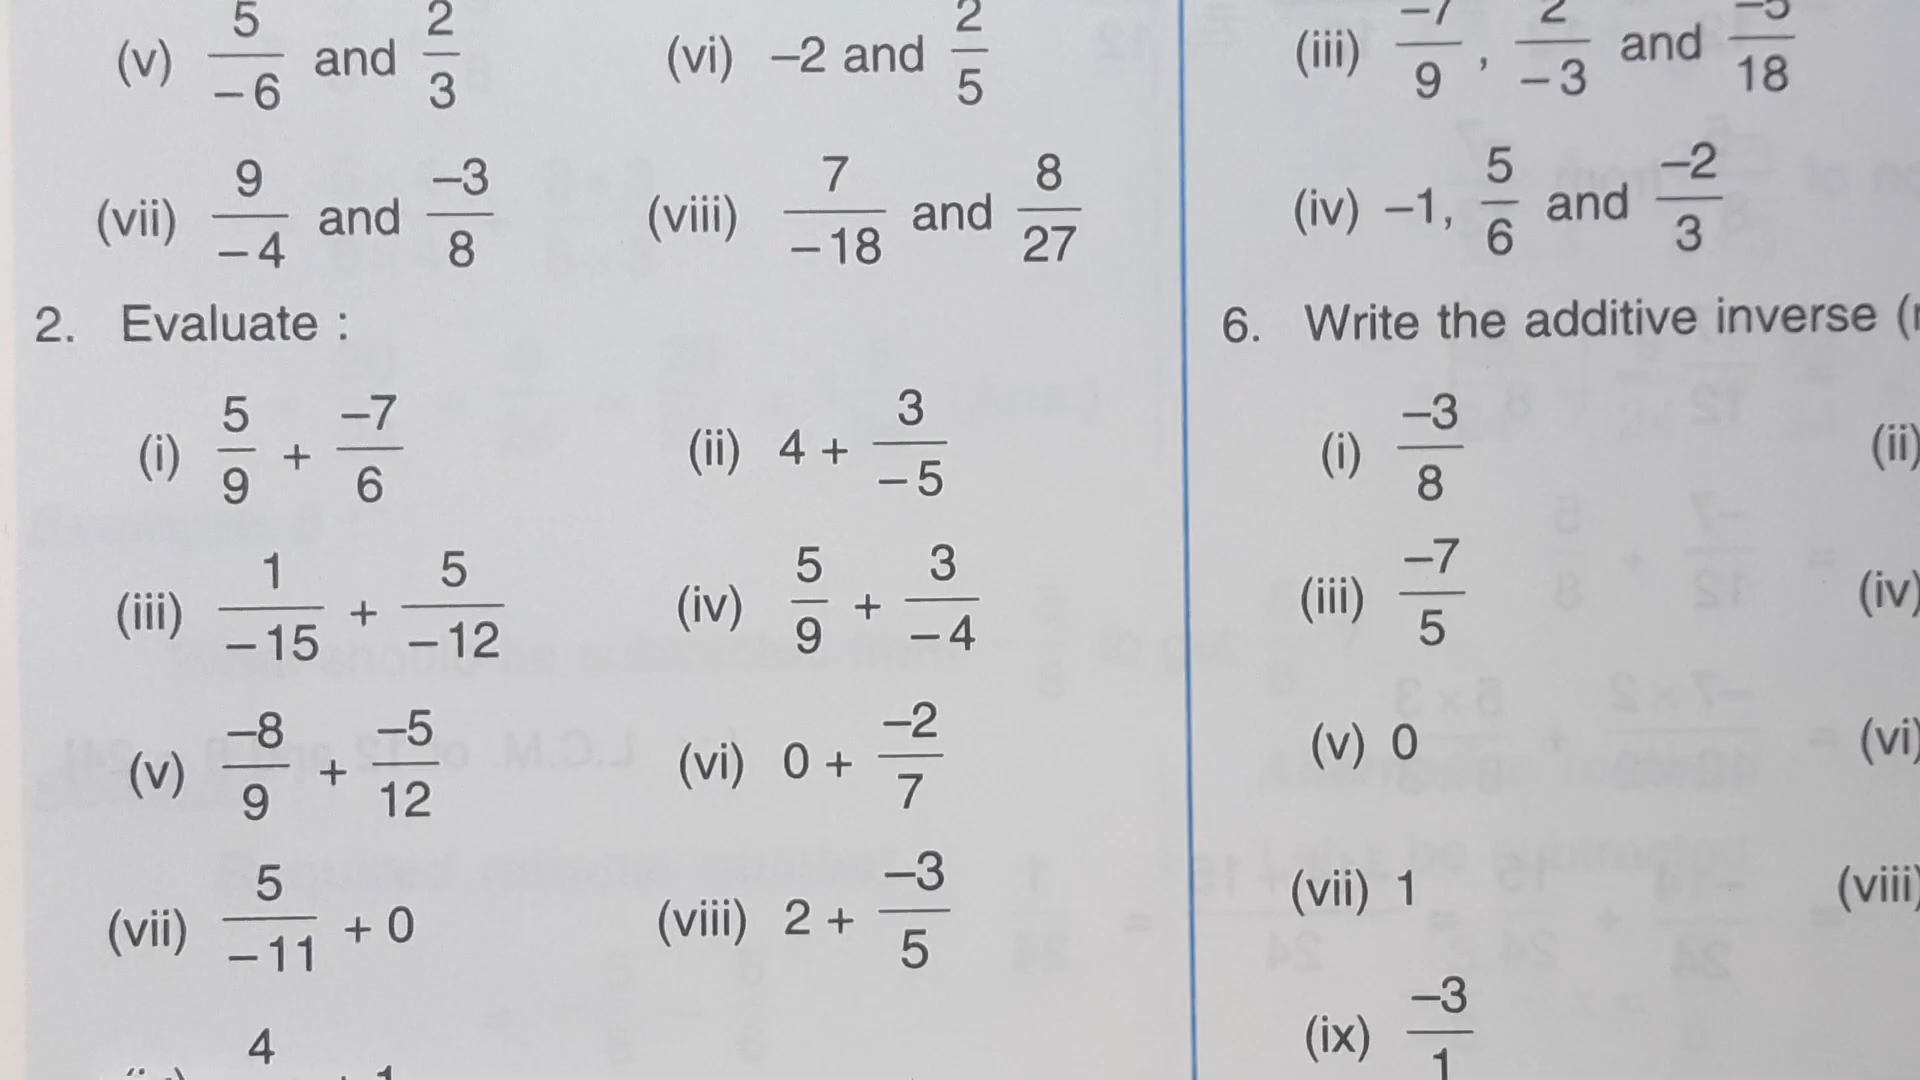 (v) 5/-6 and 2/3 (vi) -2 and 2/5
(vii) 9/-4 and -3/8 (viii) 7/-18 and 8/27
2. Evaluate :
(i) 5/9 + -7/6 (ii) 4 + 3/-5
(iii) 1/-15 + 5/-12 (iv) 5/9 + 3/-4
(v) -8/9 + -5/12 (vi) 0 + -2/7
(vii) 5/-11 + 0 (viii) 2 + -3/5
4
(iii) -7/9 , 2/-3 and /18
(iv) -1, 5/6 and -2/3
6. Write the additive inverse
(i) -3/8 (ii)
(iii) -7/5 (iv)
(v) 0 (vi)
(vii) 1 (viii)
(ix) -3/1